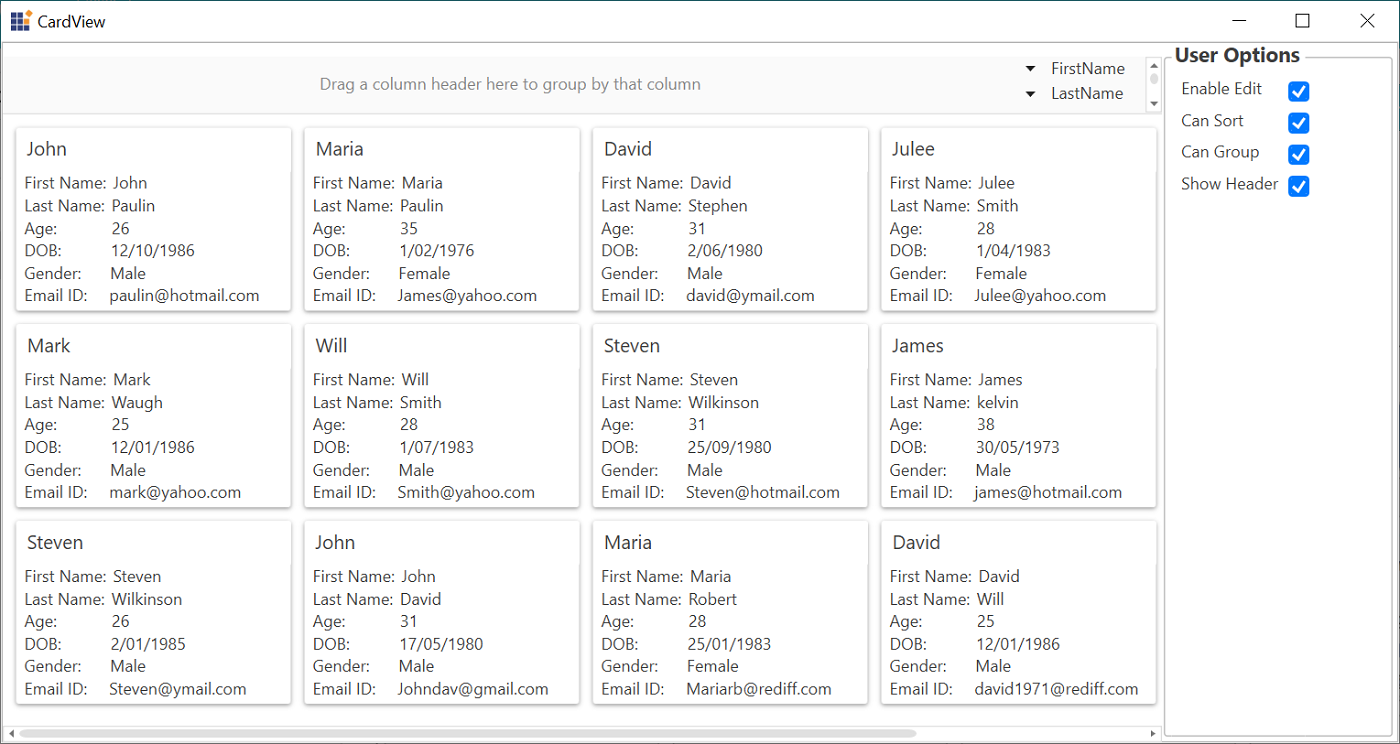 CardView
Drag a column header here to group by that column
FirstName
LastName
John
First Name: John
Last Name: Paulin
Age: 26
DOB: 12/10/1986
Gender: Male
Email ID: paulin@hotmail.com
Maria
First Name: Maria
Last Name: Paulin
Age: 35
DOB: 1/02/1976
Gender: Female
Email ID: James@yahoo.com
David
First Name: David
Last Name: Stephen
Age: 31
DOB: 2/06/1980
Gender: Male
Email ID: david@ymail.com
Julee
First Name: Julee
Last Name: Smith
Age: 28
DOB: 1/04/1983
Gender: Female
Email ID: Julee@yahoo.com
Mark
First Name: Mark
Last Name: Waugh
Age: 25
DOB: 12/01/1986
Gender: Male
Email ID: mark@yahoo.com
Will
First Name: Will
Last Name: Smith
Age: 28
DOB: 1/07/1983
Gender: Male
Email ID: Smith@yahoo.com
Steven
First Name: Steven
Last Name: Wilkinson
Age: 31
DOB: 25/09/1980
Gender: Male
Email ID: Steven@hotmail.com
James
First Name: James
Last Name: kelvin
Age: 38
DOB: 30/05/1973
Gender: Male
Email ID: james@hotmail.com
Steven
First Name: Steven
Last Name: Wilkinson
Age: 26
DOB: 2/01/1985
Gender: Male
Email ID: Steven@ymail.com
John
First Name: John
Last Name: David
Age: 31
DOB: 17/05/1980
Gender: Male
Email ID: Johndav@gmail.com
Maria
First Name: Maria
Last Name: Robert
Age: 28
DOB: 25/01/1983
Gender: Female
Email ID: Mariarb@rediff.com
David
First Name: David
Last Name: Will
Age: 25
DOB: 12/01/1986
Gender: Male
Email ID: david1971@rediff.com
User Options
Enable Edit
Can Sort
Can Group
Show Header